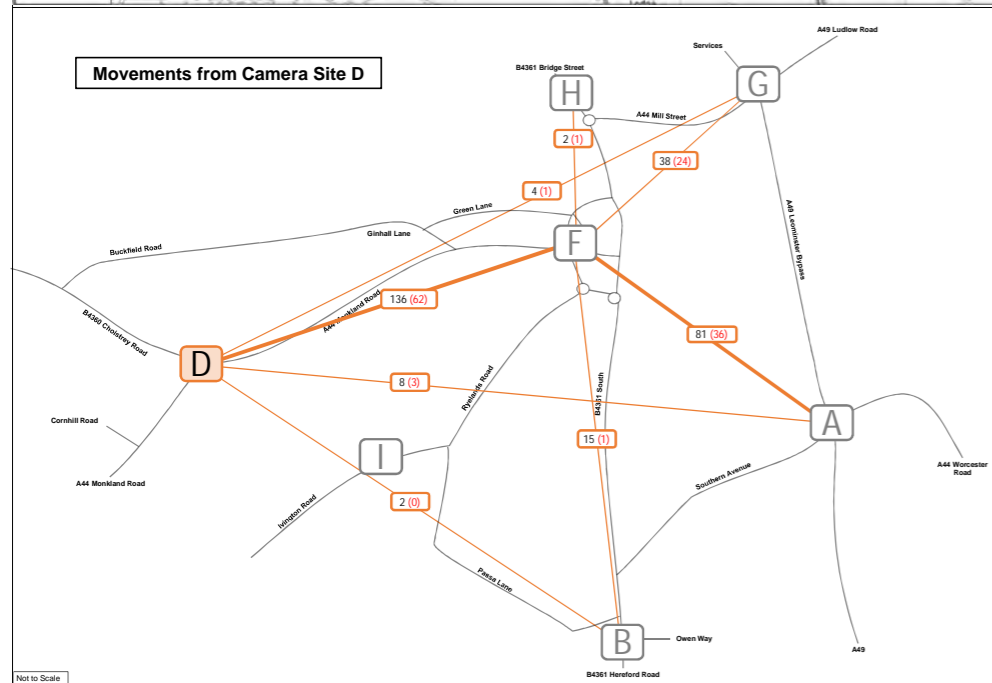 A49 Ludlow Road
Services
Movements from Camera Site D
B4361 Bridge Street
G
H
A44 Mill Street
2 (1)
38 (24)
4 (1)
Green Lane
A49 Leominster Bypass
Ginhall Lane
F
Buckfield Road
136 (62)
A44 Monkland Road
B4360 Cholstrey Road
81 (36)
D
8 (3)
Ryelands Road
B4361 South
Cornhill Road
A
15 (1)
I
A44 Worcester
Road
A44 Monkland Road
Southern Avenue
2 (0)
Ivington Road
Passa Lane
B
Owen Way
A49
B4361 Hereford Road
Not to Scale